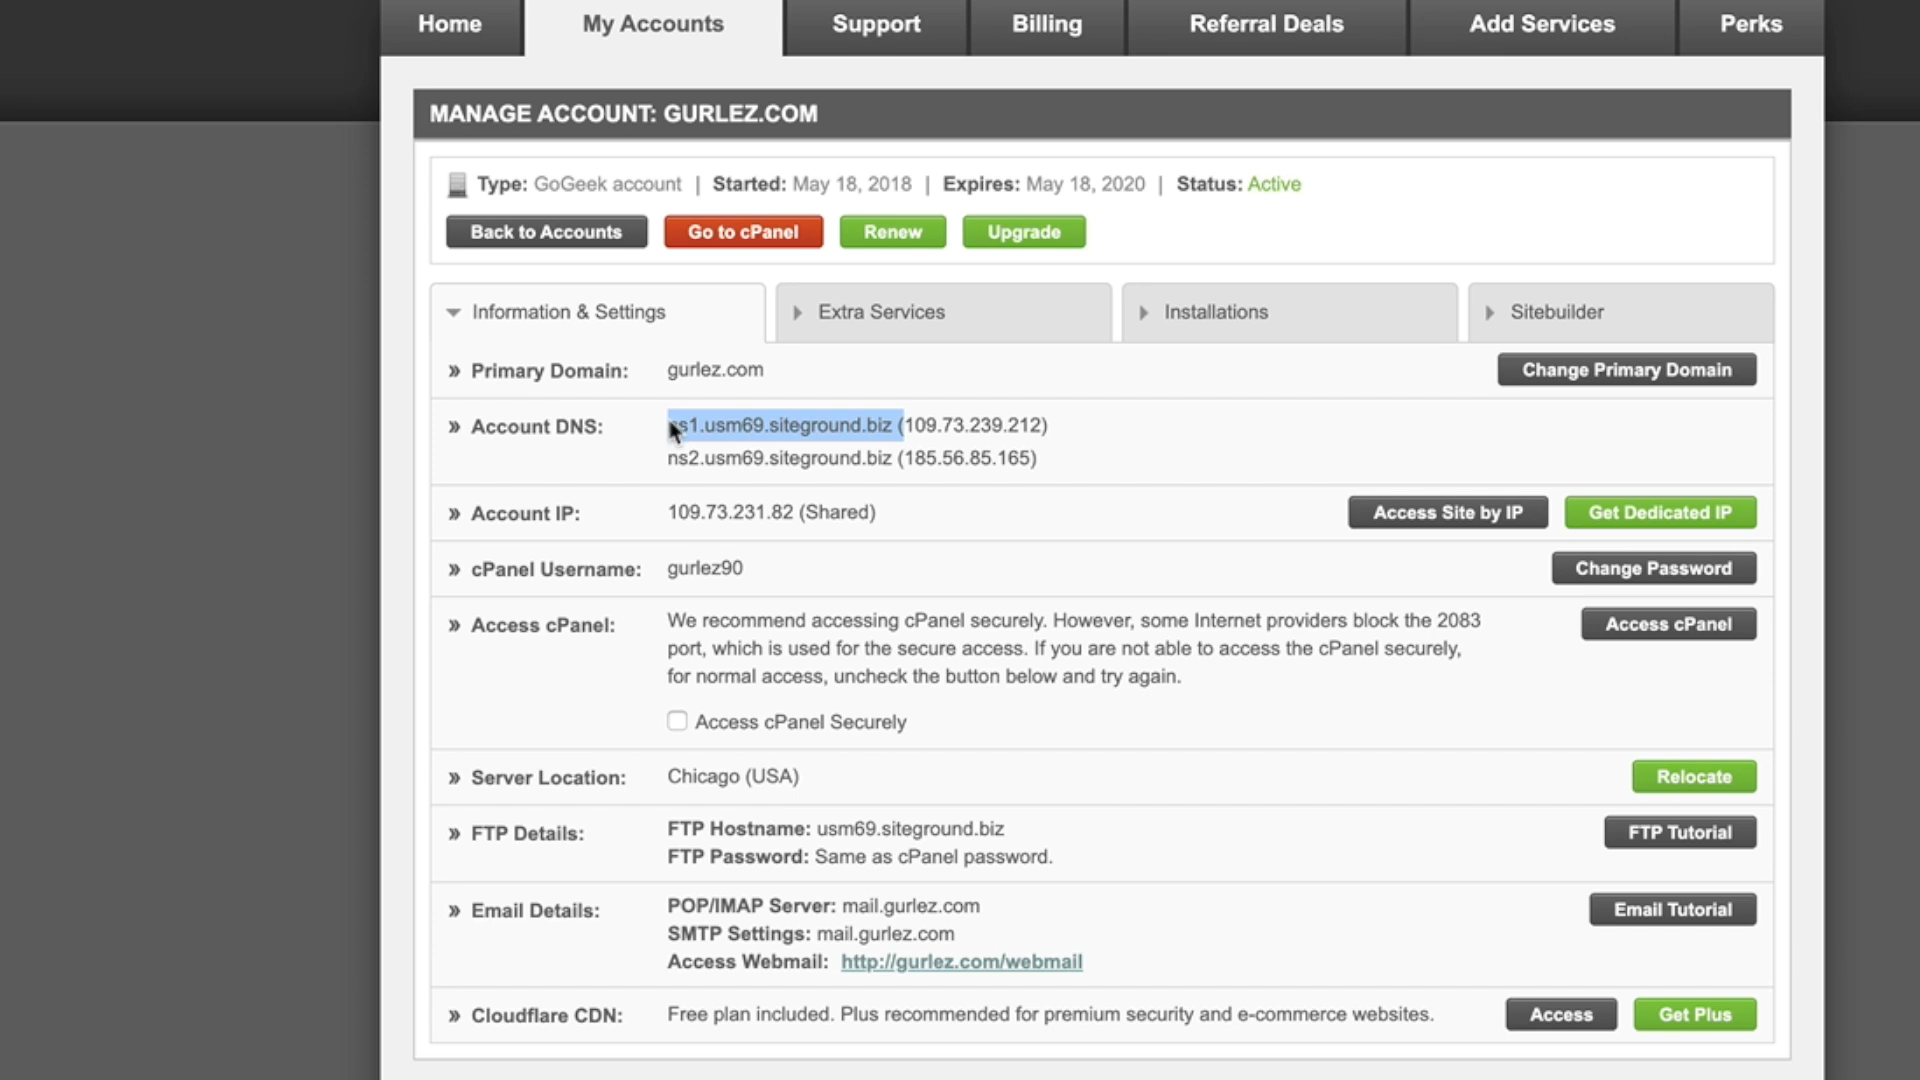 Home My Accounts Support Billing Referral Deals Add Services Perks
MANAGE ACCOUNT: GURLEZ.COM
Type: GoGeek account | Started: May 18, 2018 | Expires: May 18, 2020 | Status: Active
Back to Accounts Go to cPanel Renew Upgrade
Information & Settings Extra Services Installations Sitebuilder
» Primary Domain: gurlez.com Change Primary Domain
» Account DNS: ns1.usm69.siteground.biz (109.73.239.212)
ns2.usm69.siteground.biz (185.56.85.165)
» Account IP: 109.73.231.82 (Shared) Access Site by IP Get Dedicated IP
» cPanel Username: gurlez90 Change Password
» Access cPanel: We recommend accessing cPanel securely. However, some Internet providers block the 2083 Access cPanel
port, which is used for the secure access. If you are not able to access the cPanel securely,
for normal access, uncheck the button below and try again.
Access cPanel Securely
» Server Location: Chicago (USA) Relocate
» FTP Details: FTP Hostname: usm69.siteground.biz FTP Tutorial
FTP Password: Same as cPanel password.
» Email Details: POP/IMAP Server: mail.gurlez.com Email Tutorial
SMTP Settings: mail.gurlez.com
Access Webmail: http://gurlez.com/webmail
» Cloudflare CDN: Free plan included. Plus recommended for premium security and e-commerce websites. Access Get Plus